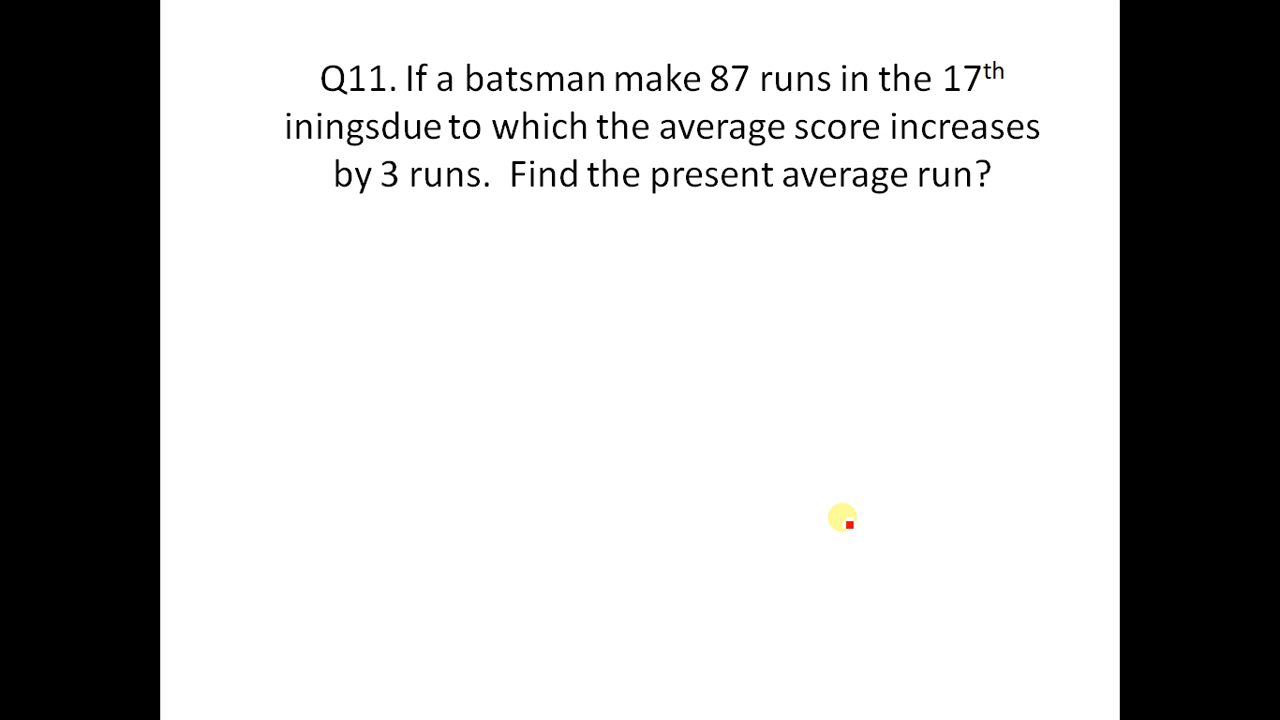 Q11. If a batsman make 87 runs in the 17th
iningsdue to which the average score increases
by 3 runs.  Find the present average run?